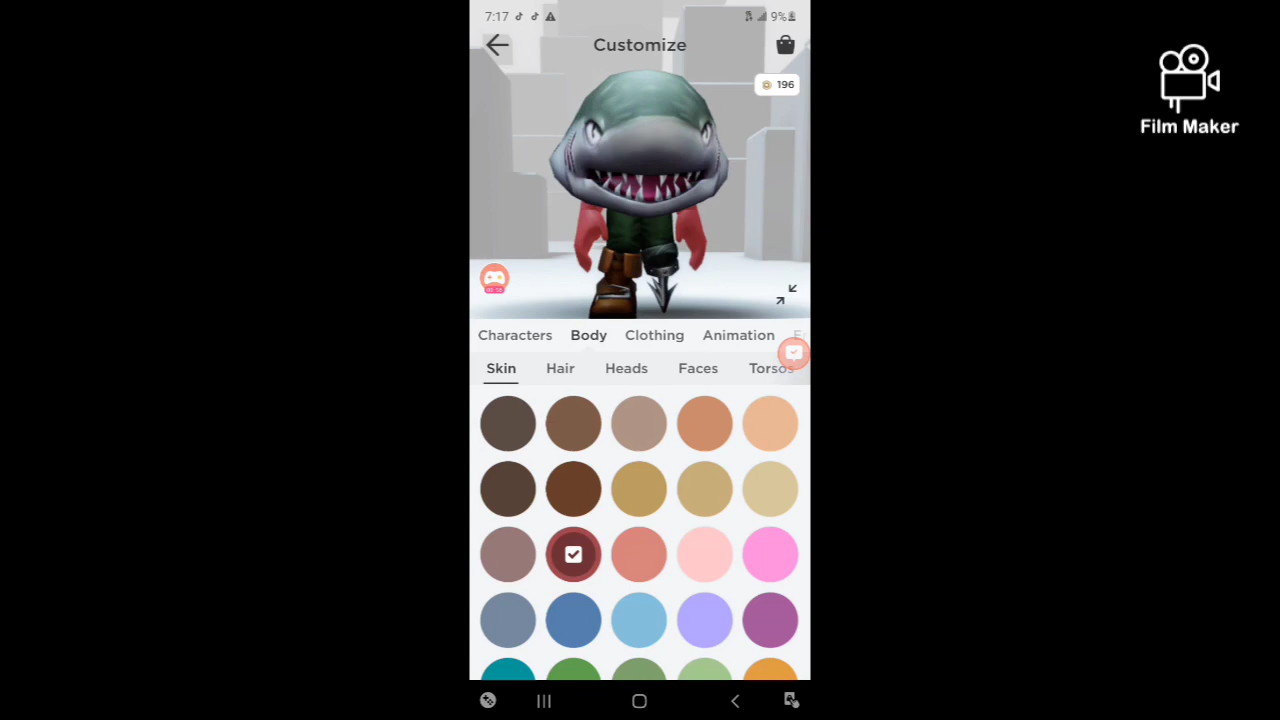 7:17
9%
Customize
196
Film Maker
Characters Body Clothing Animation
Skin Hair Heads Faces Torsos